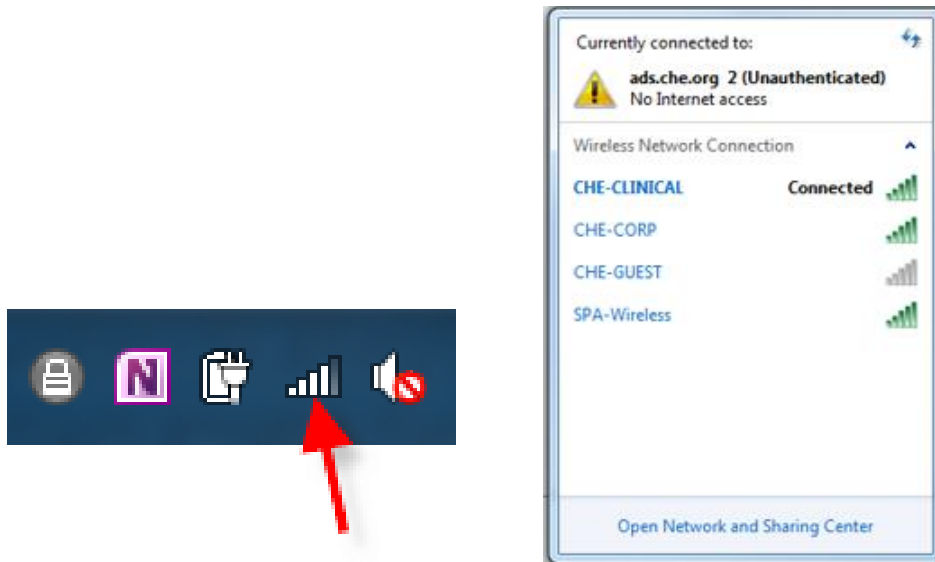 Currently connected to:
ads.che.org 2 (Unauthenticated)
No Internet access
Wireless Network Connection
CHE-CLINICAL Connected
CHE-CORP
CHE-GUEST
SPA-Wireless
N
Open Network and Sharing Center